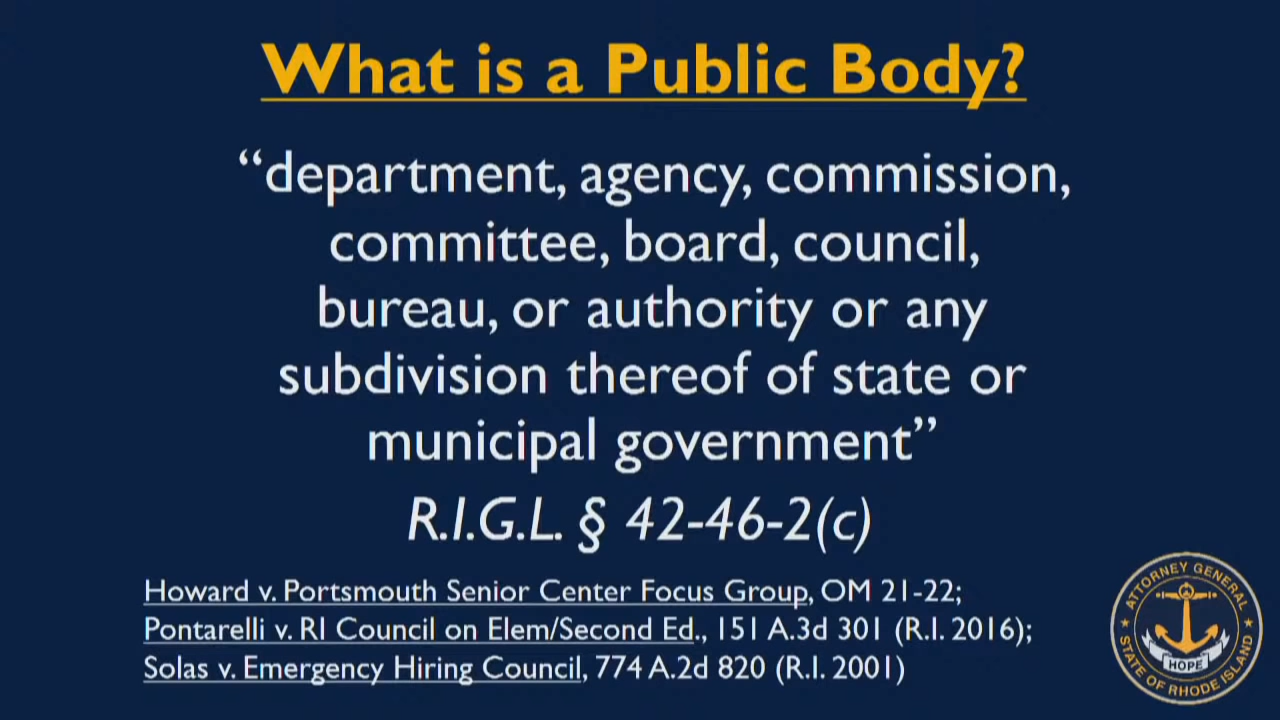 What is a Public Body?
“department, agency, commission,
committee, board, council,
bureau, or authority or any
subdivision thereof of state or
municipal government”
R.I.G.L. § 42-46-2(c)
Howard v. Portsmouth Senior Center Focus Group, OM 21-22;
Pontarelli v. RI Council on Elem/Second Ed., 151 A.3d 301 (R.I. 2016);
Solas v. Emergency Hiring Council, 774 A.2d 820 (R.I. 2001)
ATTORNEY GENERAL
HOPE
STATE OF RHODE ISLAND